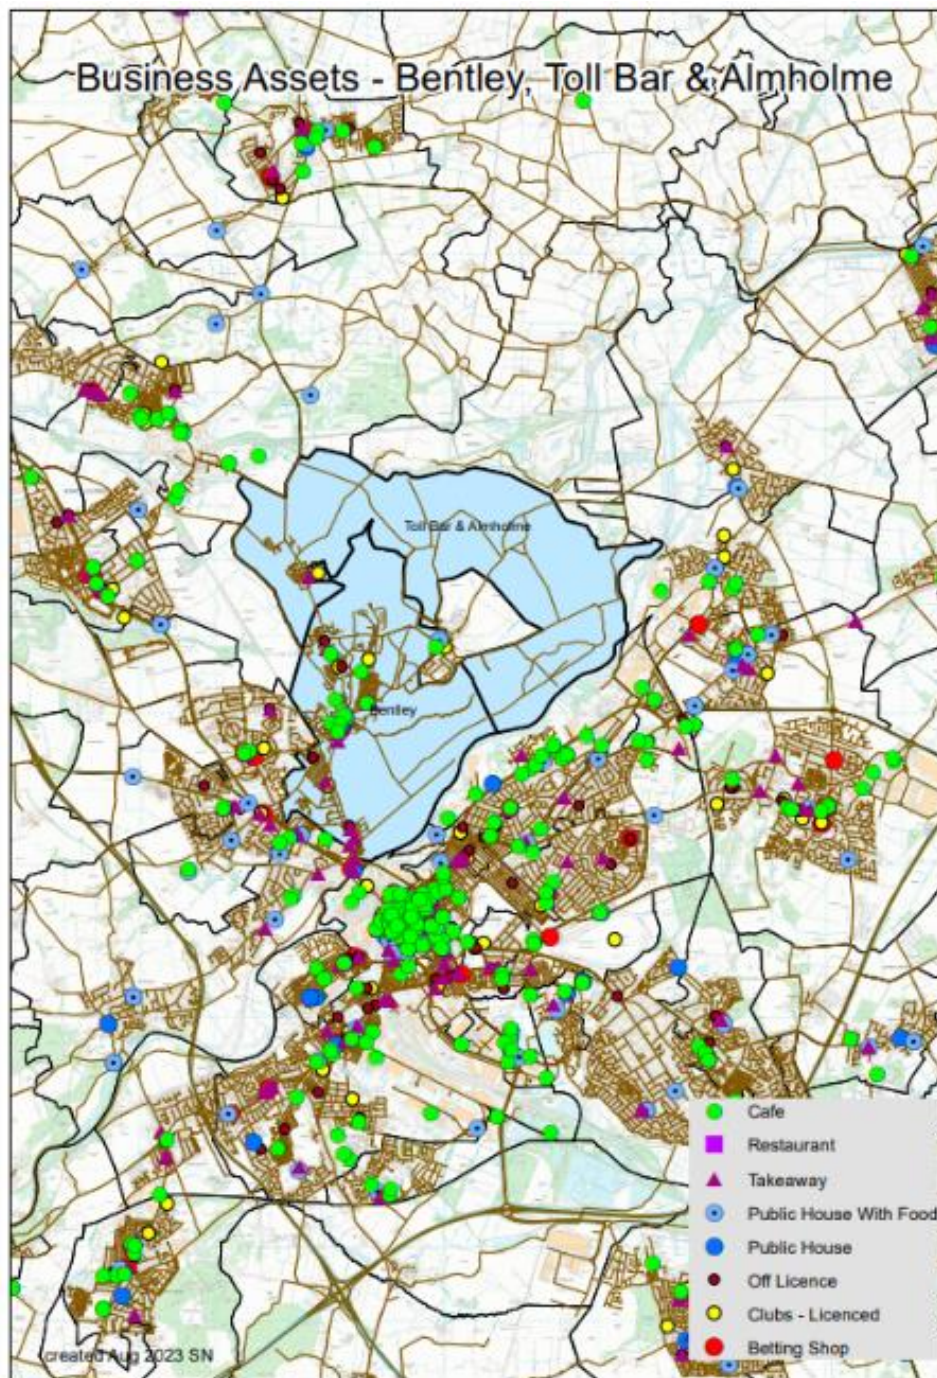 Business Assets - Bentley, Toll Bar & Almholme
Toll Bar & Almholme
Bentley
Cafe
Restaurant
Takeaway
Public House With Food
Public House
Off Licence
Clubs - Licenced
Betting Shop
created Aug 2023 SN